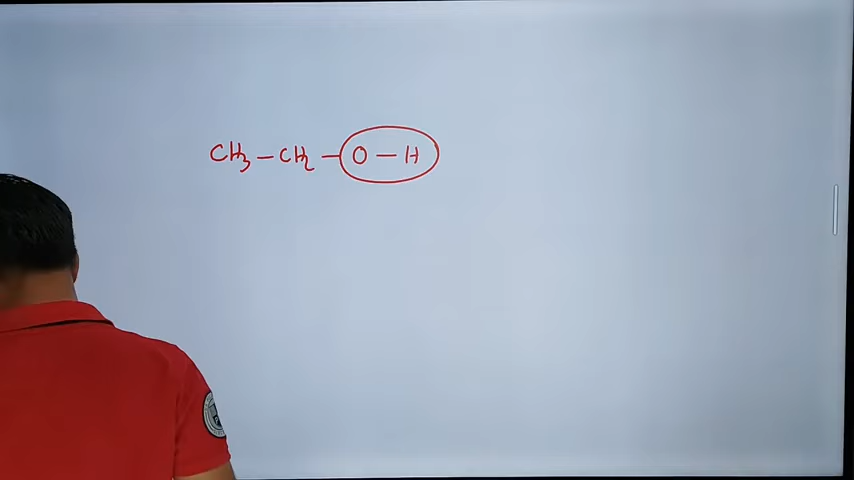 CH₃ – CH₂ – O – H